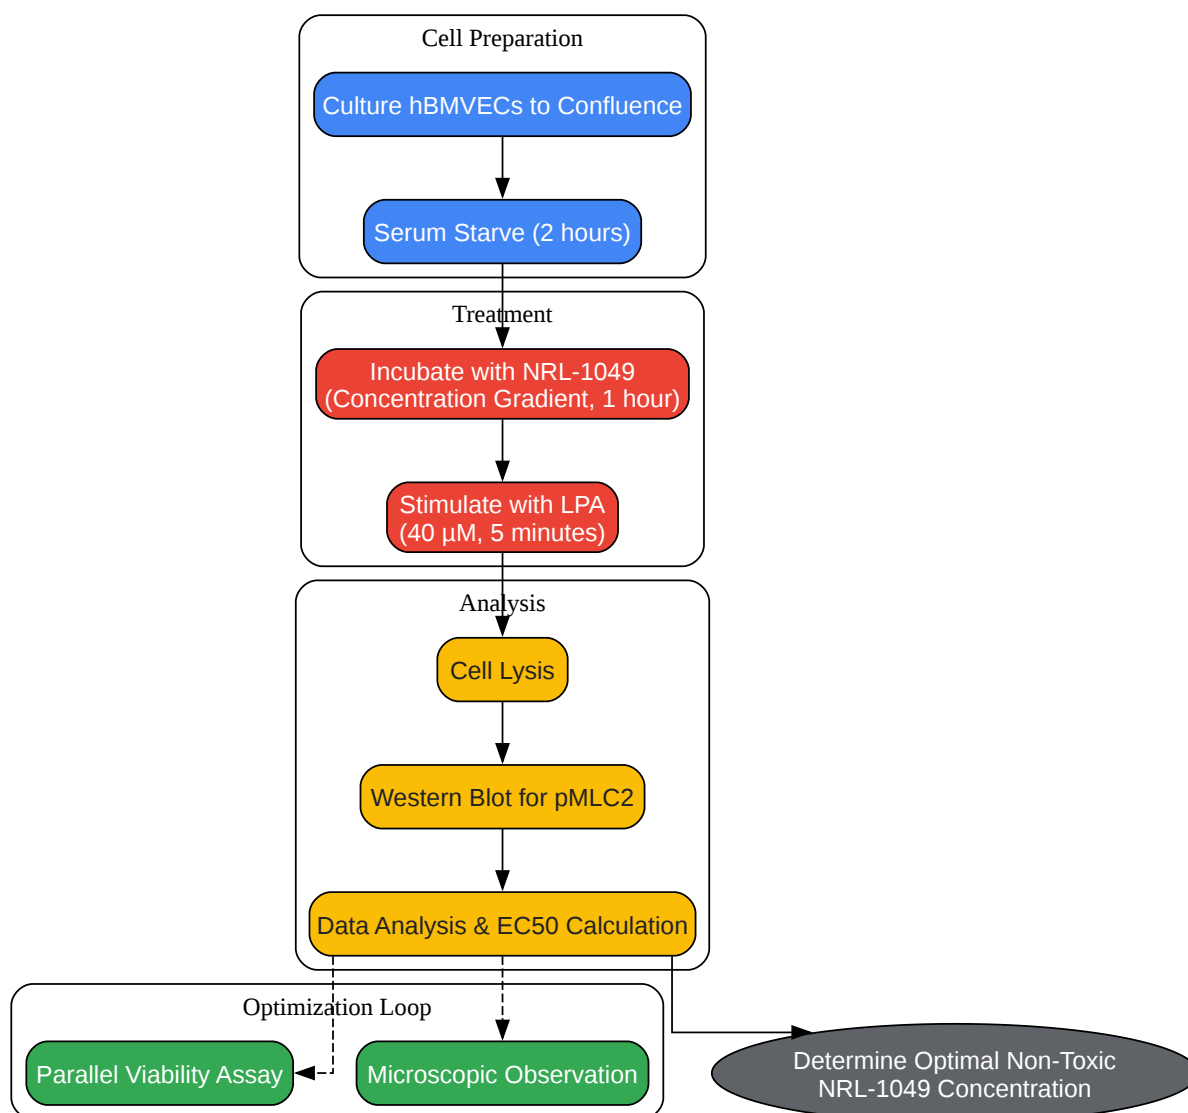 Cell Preparation
Culture hBMVECs to Confluence
Serum Starve (2 hours)
Treatment
Incubate with NRL-1049
(Concentration Gradient, 1 hour)
Stimulate with LPA
(40 µM, 5 minutes)
Analysis
Cell Lysis
Western Blot for pMLC2
Data Analysis & EC50 Calculation
Optimization Loop
Parallel Viability Assay
Microscopic Observation
Determine Optimal Non-Toxic
NRL-1049 Concentration